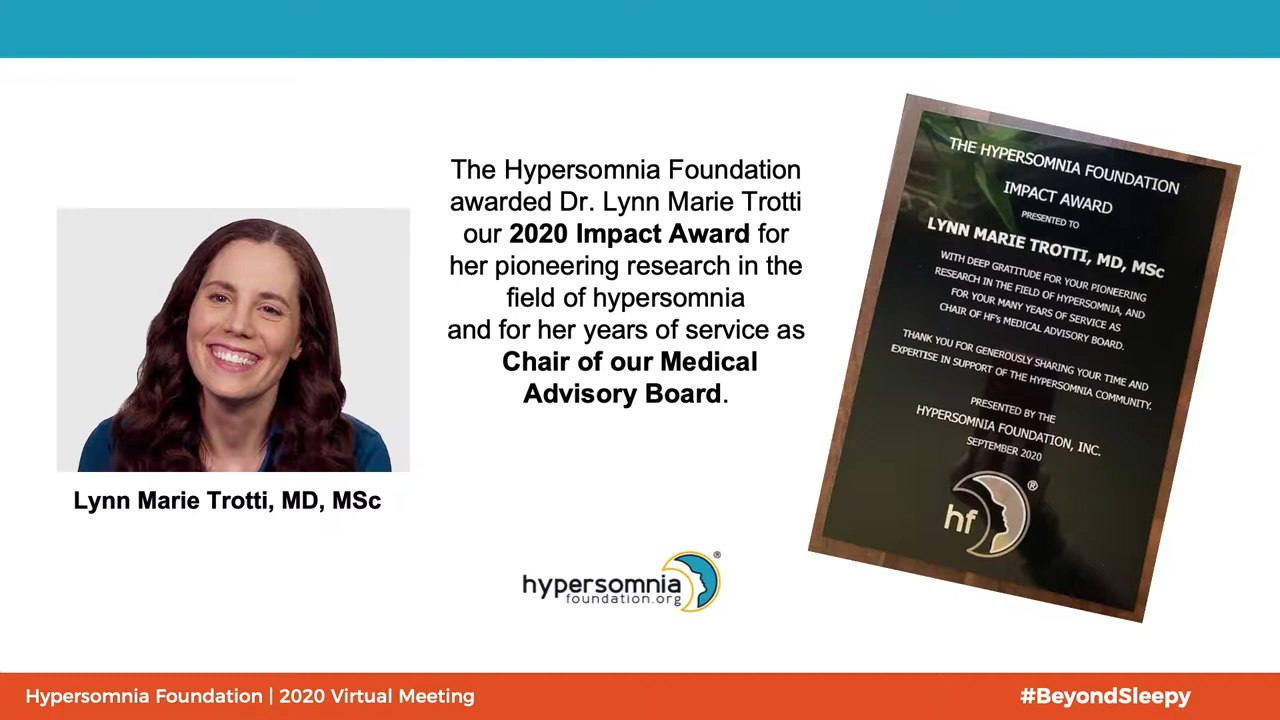 The Hypersomnia Foundation
awarded Dr. Lynn Marie Trotti
our 2020 Impact Award for
her pioneering research in the
field of hypersomnia
and for her years of service as
Chair of our Medical
Advisory Board.
Lynn Marie Trotti, MD, MSc
THE HYPERSOMNIA FOUNDATION
IMPACT AWARD
PRESENTED TO
LYNN MARIE TROTTI, MD, MSc
WITH DEEP GRATITUDE FOR YOUR PIONEERING
RESEARCH IN THE FIELD OF HYPERSOMNIA, AND
FOR YOUR MANY YEARS OF SERVICE AS
CHAIR OF HF's MEDICAL ADVISORY BOARD.
THANK YOU FOR GENEROUSLY SHARING YOUR TIME AND
EXPERTISE IN SUPPORT OF THE HYPERSOMNIA COMMUNITY.
PRESENTED BY THE
HYPERSOMNIA FOUNDATION, INC.
SEPTEMBER 2020
hf ®
hypersomnia ®
foundation.org
Hypersomnia Foundation | 2020 Virtual Meeting
#BeyondSleepy